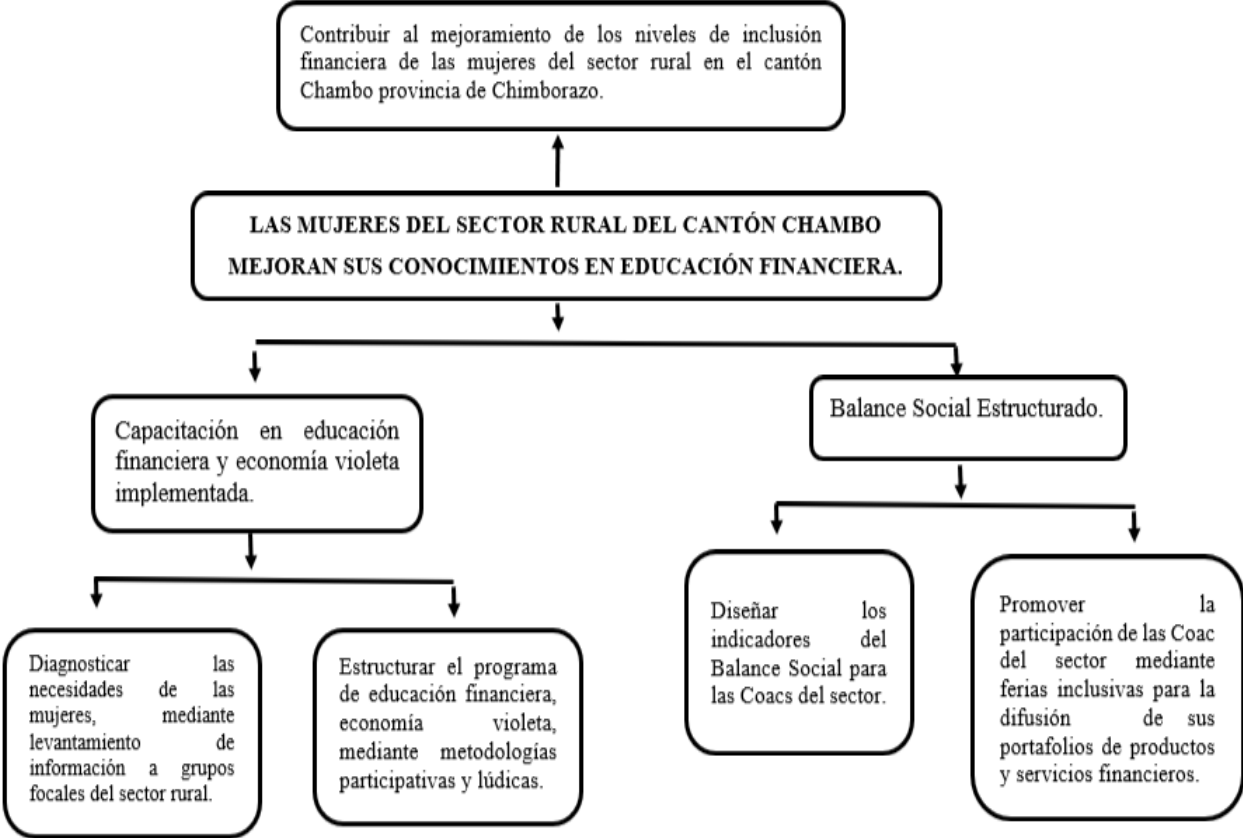 Contribuir al mejoramiento de los niveles de inclusión
financiera de las mujeres del sector rural en el cantón
Chambo provincia de Chimborazo.
LAS MUJERES DEL SECTOR RURAL DEL CANTÓN CHAMBO
MEJORAN SUS CONOCIMIENTOS EN EDUCACIÓN FINANCIERA.
Capacitación en educación
financiera y economía violeta
implementada.
Balance Social Estructurado.
Diagnosticar las
necesidades de las
mujeres, mediante
levantamiento de
información a grupos
focales del sector rural.
Estructurar el programa
de educación financiera,
economía violeta,
mediante metodologías
participativas y lúdicas.
Diseñar los
indicadores del
Balance Social para
las Coacs del sector.
Promover la
participación de las Coac
del sector mediante
ferias inclusivas para la
difusión de sus
portafolios de productos
y servicios financieros.